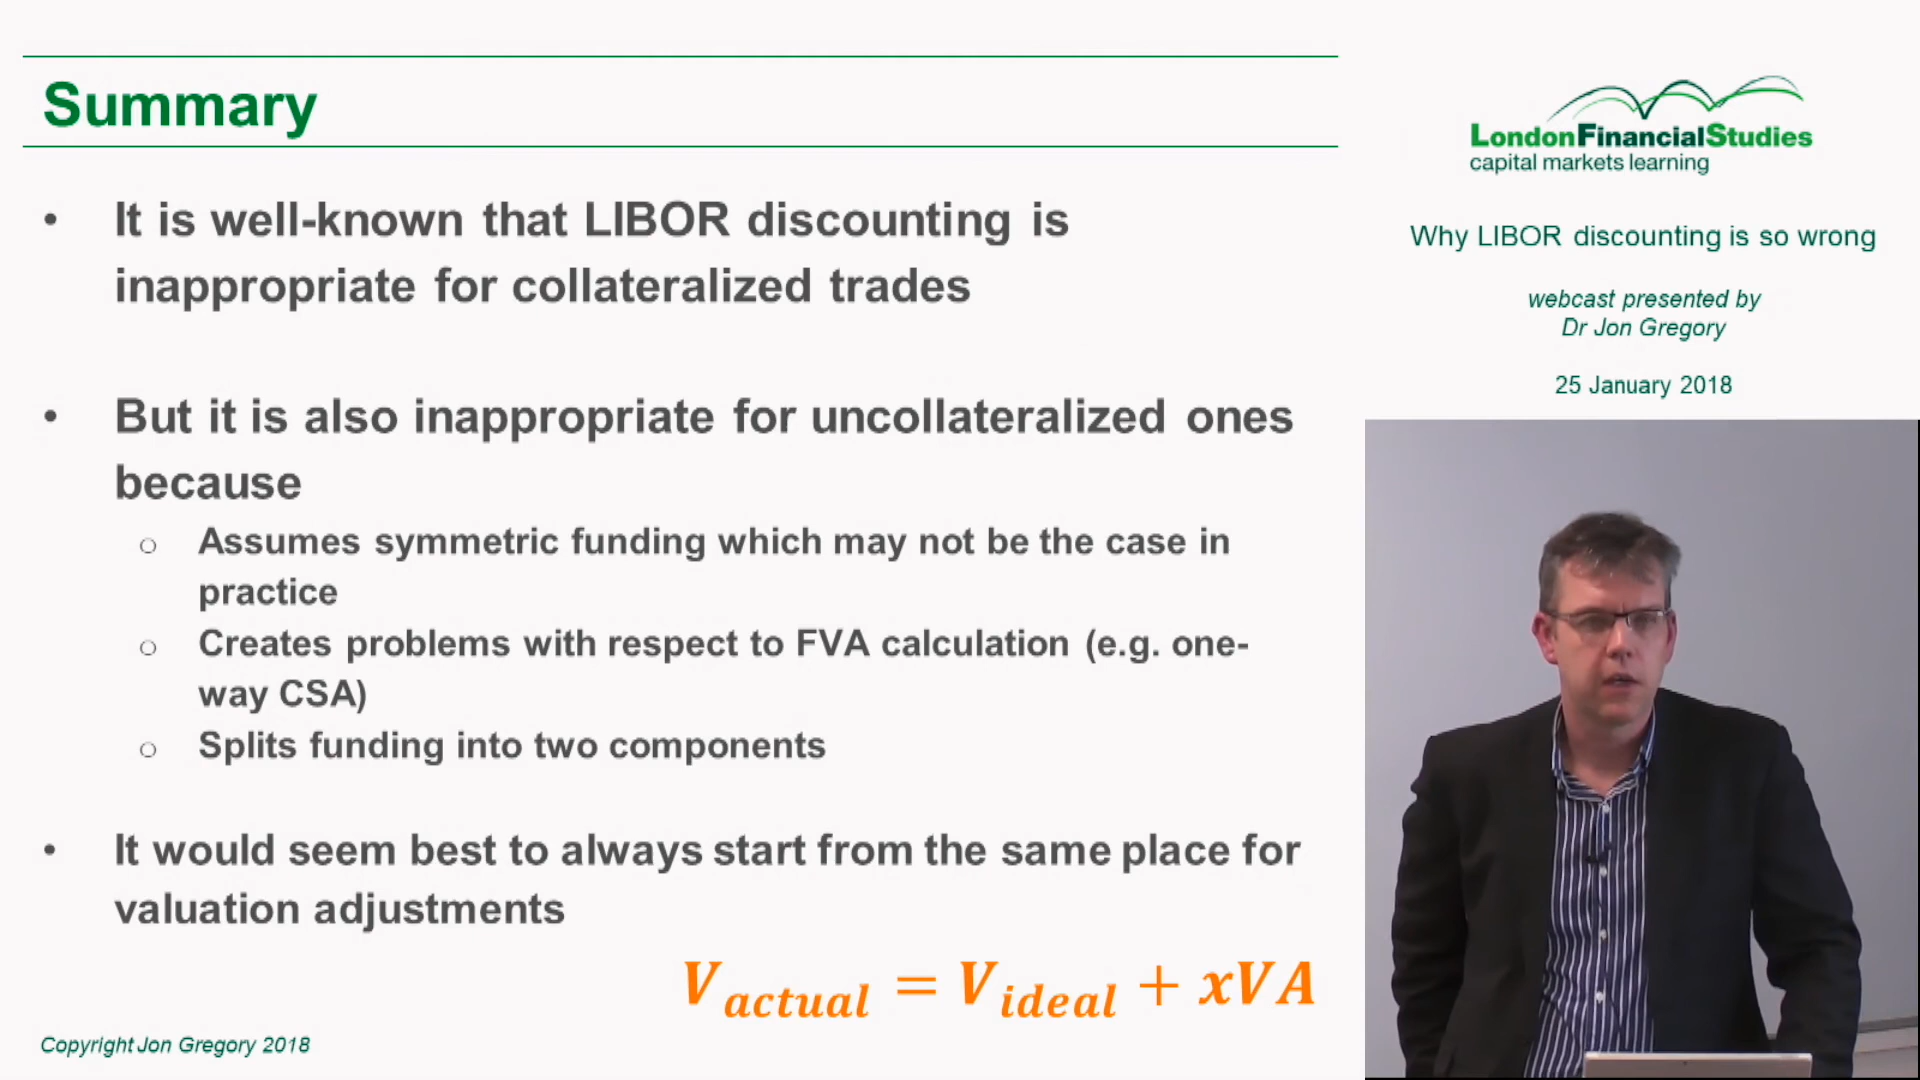 Summary
• It is well-known that LIBOR discounting is
inappropriate for collateralized trades
• But it is also inappropriate for uncollateralized ones
because
○ Assumes symmetric funding which may not be the case in
practice
○ Creates problems with respect to FVA calculation (e.g. one-
way CSA)
○ Splits funding into two components
• It would seem best to always start from the same place for
valuation adjustments
V_actual = V_ideal + xVA
Copyright Jon Gregory 2018
LondonFinancialStudies
capital markets learning
Why LIBOR discounting is so wrong
webcast presented by
Dr Jon Gregory
25 January 2018